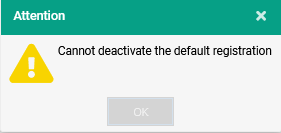 Attention
Cannot deactivate the default registration
OK